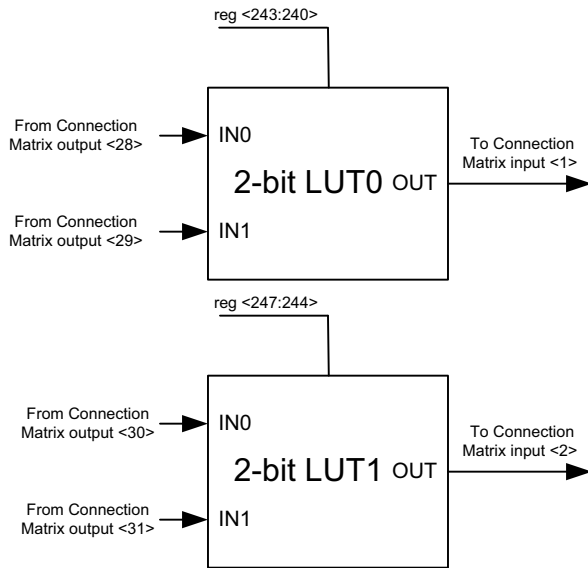 reg <243:240>
From Connection
Matrix output <28>
IN0
To Connection
Matrix input <1>
2-bit LUT0 OUT
From Connection
Matrix output <29>
IN1
reg <247:244>
From Connection
Matrix output <30>
IN0
To Connection
Matrix input <2>
2-bit LUT1 OUT
From Connection
Matrix output <31>
IN1